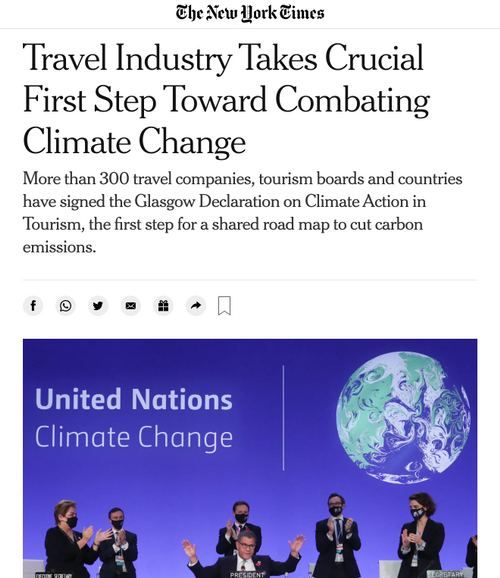 The New York Times
Travel Industry Takes Crucial
First Step Toward Combating
Climate Change
More than 300 travel companies, tourism boards and countries
have signed the Glasgow Declaration on Climate Action in
Tourism, the first step for a shared road map to cut carbon
emissions.
United Nations
Climate Change
EXECUTIVE SECRETARY
PRESIDENT
SECRETARY